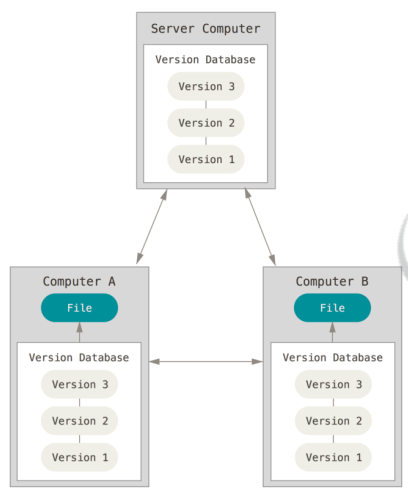 Server Computer
Version Database
Version 3
Version 2
Version 1
Computer A
File
Version Database
Version 3
Version 2
Version 1
Computer B
File
Version Database
Version 3
Version 2
Version 1